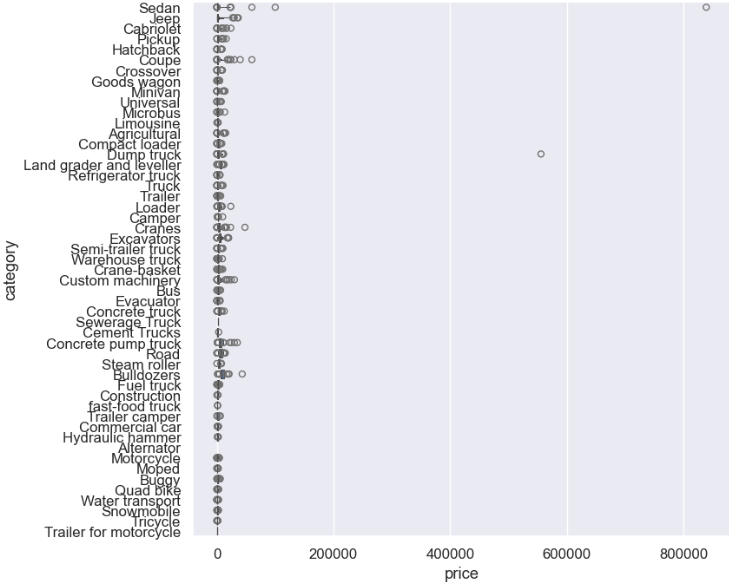 Sedan
Jeep
Cabriolet
Pickup
Hatchback
Coupe
Crossover
Goods wagon
Minivan
Universal
Microbus
Limousine
Agricultural
Compact loader
Dump truck
Land grader and leveller
Refrigerator truck
Truck
Trailer
Loader
Camper
Cranes
Excavators
Semi-trailer truck
Warehouse truck
Crane-basket
Custom machinery
Bus
Evacuator
Concrete truck
Sewerage Truck
Cement Trucks
Concrete pump truck
Road
Steam roller
Bulldozers
Fuel truck
Construction
fast-food truck
Trailer camper
Commercial car
Hydraulic hammer
Alternator
Motorcycle
Moped
Buggy
Quad bike
Water transport
Snowmobile
Tricycle
Trailer for motorcycle
category
0 200000 400000 600000 800000
price